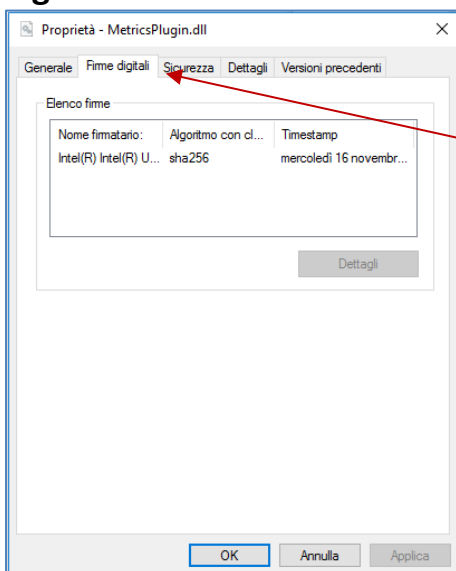 Proprietà - MetricsPlugin.dll
Generale Firme digitali Sicurezza Dettagli Versioni precedenti
Elenco firme
Nome firmatario: Algoritmo con cl... Timestamp
Intel(R) Intel(R) U... sha256 mercoledì 16 novembr...
Dettagli
OK Annulla Applica